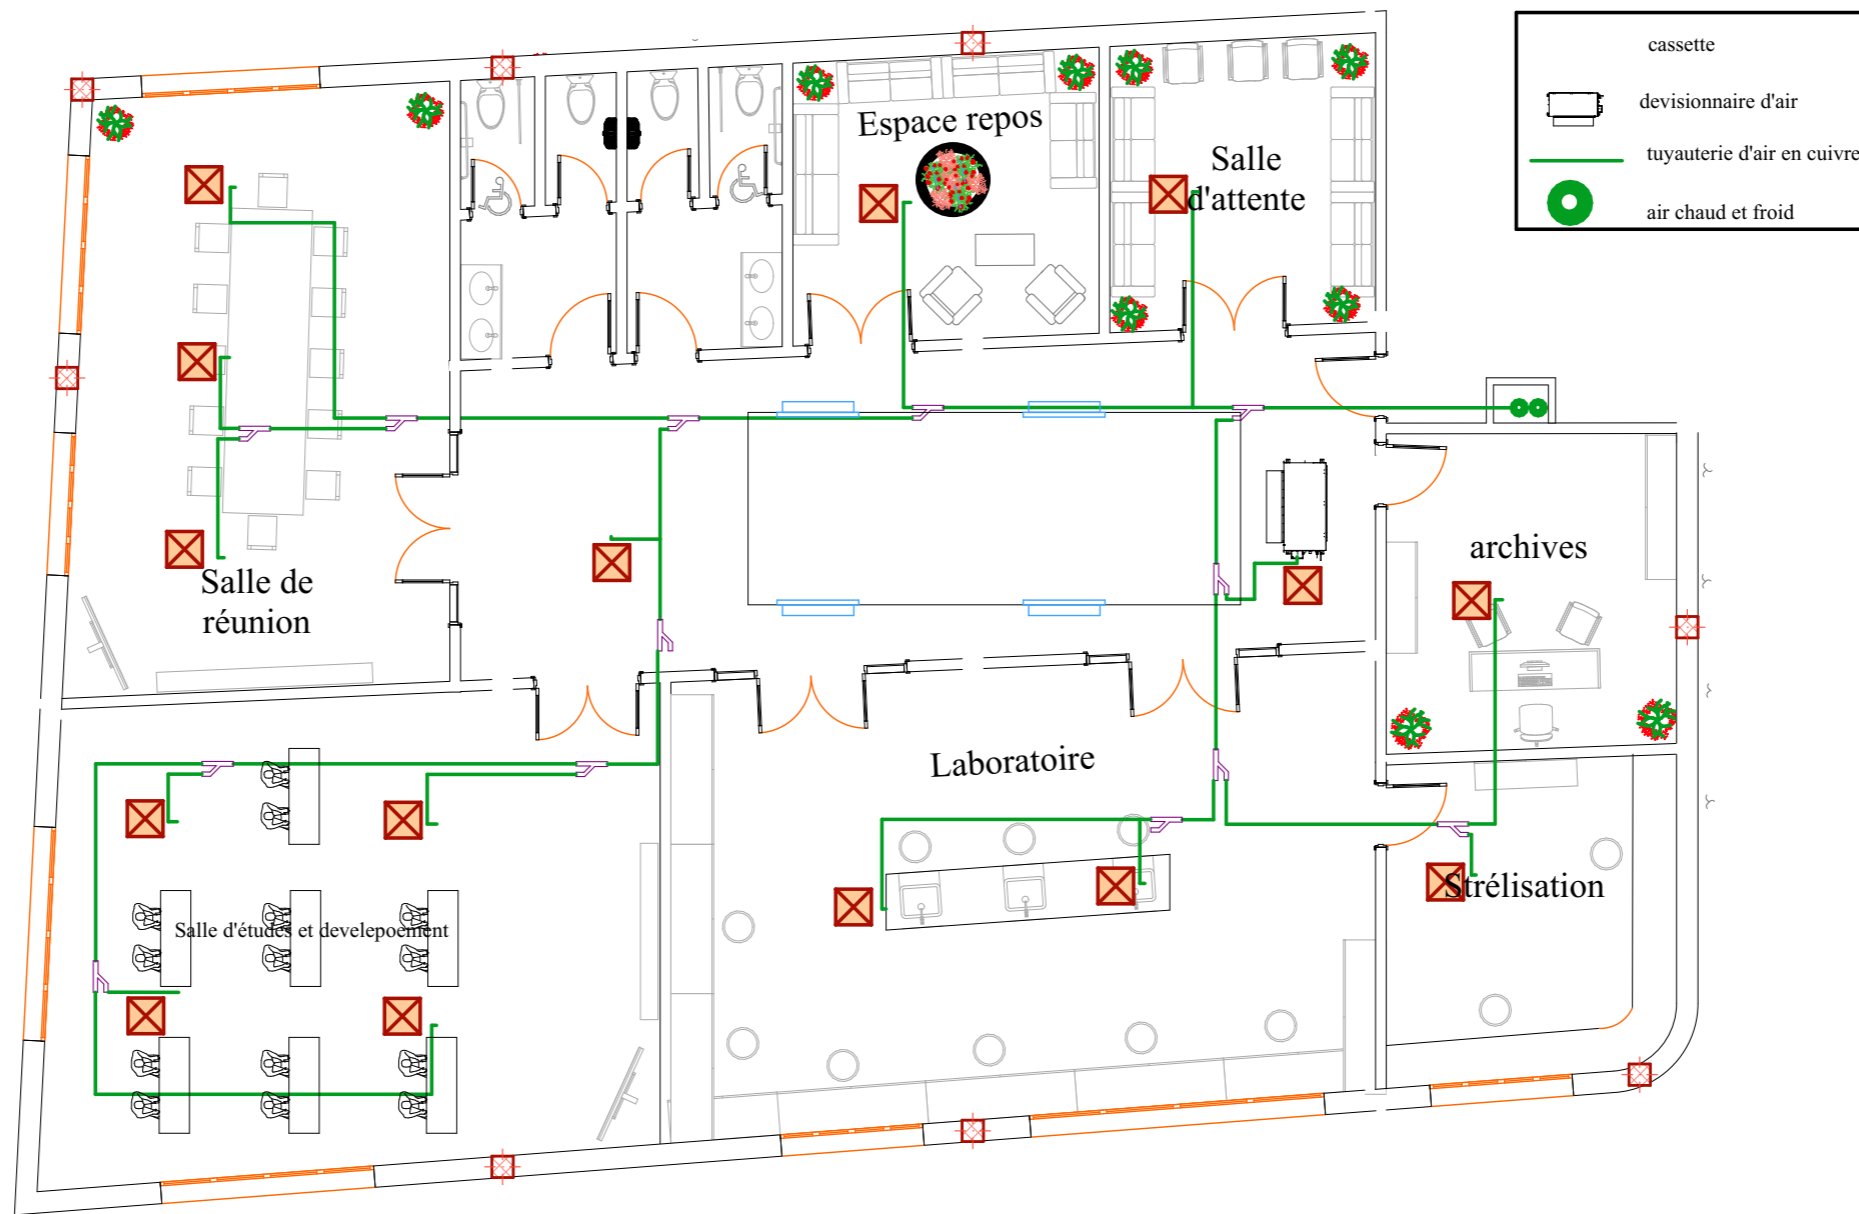 cassette
devisionnaire d'air
tuyauterie d'air en cuivre
air chaud et froid
Espace repos
Salle
d'attente
archives
Salle de
réunion
Laboratoire
Strélisation
Salle d'études et develepoement